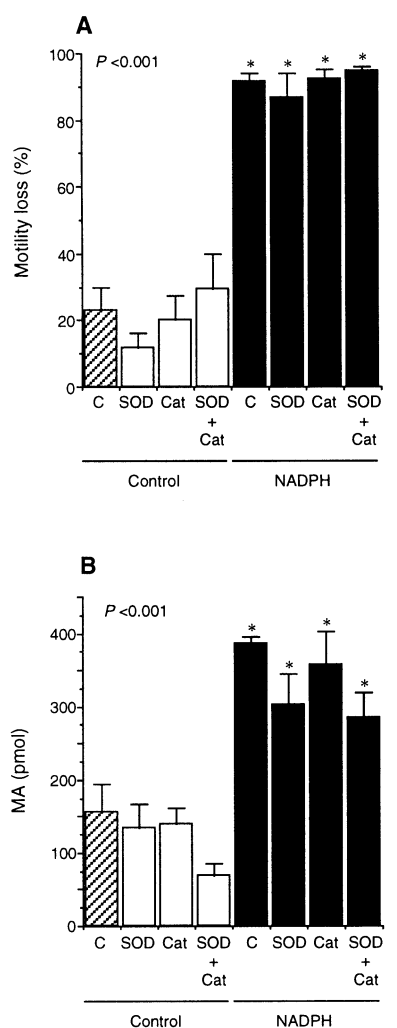 A
P <0.001
Motility loss (%)
100
80
60
40
20
0
* * * *
C SOD Cat SOD + Cat C SOD Cat SOD + Cat
Control NADPH
B
P <0.001
MA (pmol)
400
300
200
100
0
* * * *
C SOD Cat SOD + Cat C SOD Cat SOD + Cat
Control NADPH